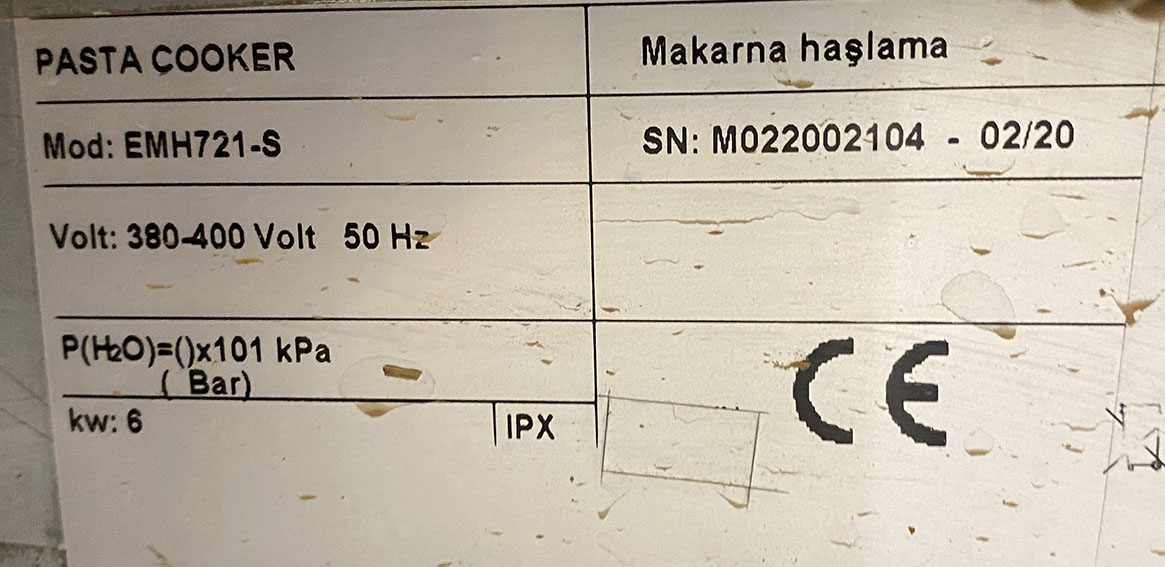 PASTA COOKER
Makarna haşlama
Mod: EMH721-S
SN: M022002104 - 02/20
Volt: 380-400 Volt 50 Hz
P(H₂O)=()x101 kPa
( Bar)
CE
kw: 6
IPX